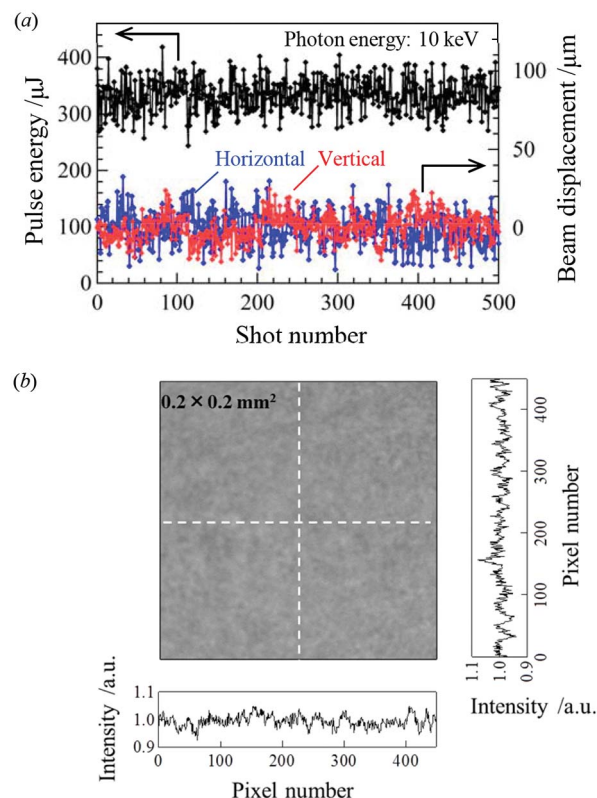 (a)
Photon energy: 10 keV
400
300
200
100
0
Pulse energy /μJ
100
50
0
Beam displacement /μm
Horizontal
Vertical
0
100
200
300
400
500
Shot number
(b)
0.2 × 0.2 mm²
400
300
200
100
0
Pixel number
1.1
1.0
0.9
Intensity /a.u.
Intensity /a.u.
1.1
1.0
0.9
0
100
200
300
400
Pixel number